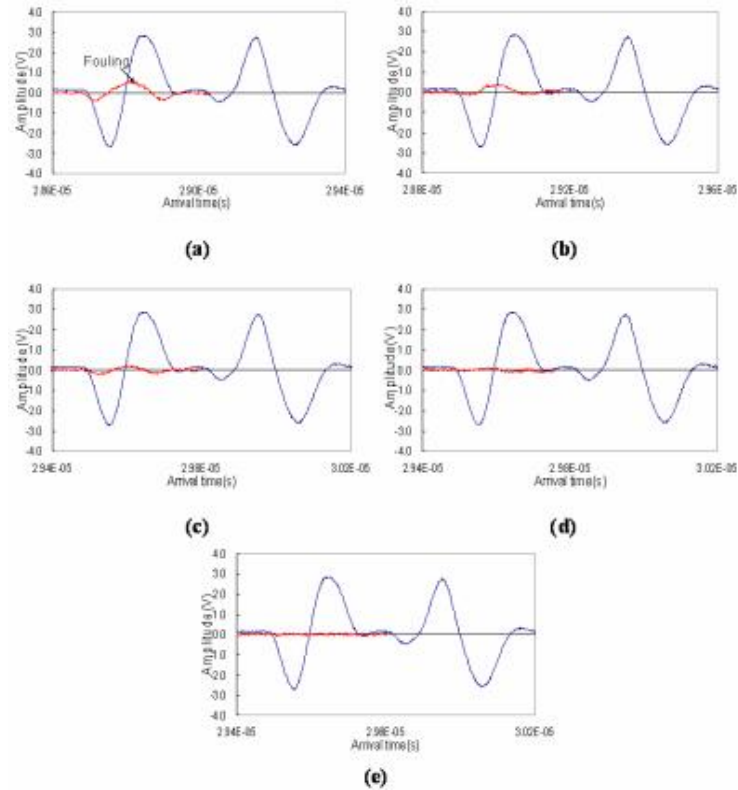 4.0
3.0
2.0
1.0
0.0
-1.0
-2.0
-3.0
-4.0
Amplitude(V)
Fouling
2.86E-05 2.90E-05 2.94E-05
Arrival time(s)
(a)
4.0
3.0
2.0
1.0
0.0
-1.0
-2.0
-3.0
-4.0
Amplitude(V)
2.88E-05 2.92E-05 2.96E-05
Arrival time(s)
(b)
4.0
3.0
2.0
1.0
0.0
-1.0
-2.0
-3.0
-4.0
Amplitude(V)
2.94E-05 2.98E-05 3.02E-05
Arrival time(s)
(c)
4.0
3.0
2.0
1.0
0.0
-1.0
-2.0
-3.0
-4.0
Amplitude(V)
2.94E-05 2.98E-05 3.02E-05
Arrival time(s)
(d)
4.0
3.0
2.0
1.0
0.0
-1.0
-2.0
-3.0
-4.0
Amplitude(V)
2.94E-05 2.98E-05 3.02E-05
Arrival time(s)
(e)